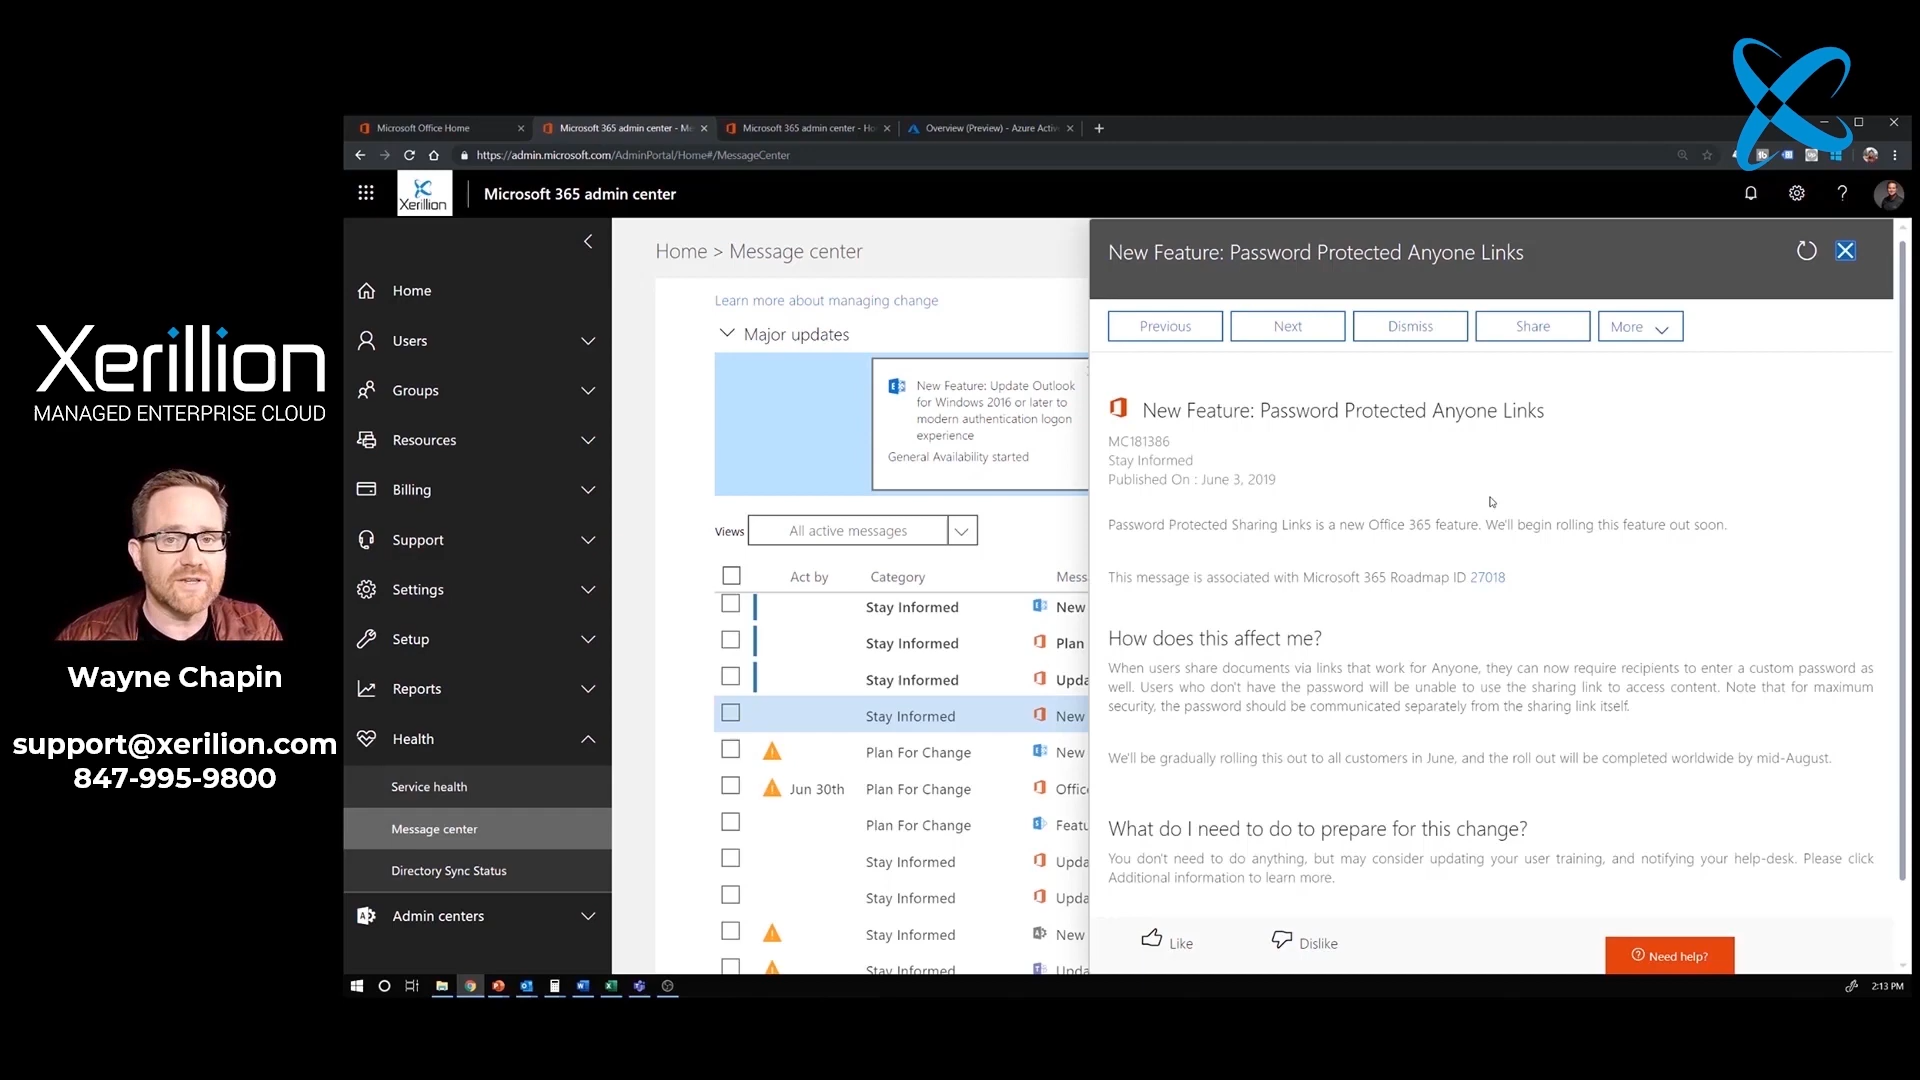 Microsoft Office Home
Microsoft 365 admin center - Me
Microsoft 365 admin center - Ho
Overview (Preview) - Azure Activ
https://admin.microsoft.com/AdminPortal/Home#/MessageCenter
Xerillion
Microsoft 365 admin center
Home
Users
Groups
Resources
Billing
Support
Settings
Setup
Reports
Health
Service health
Message center
Directory Sync Status
Admin centers
Xerillion
MANAGED ENTERPRISE CLOUD
Wayne Chapin
support@xerilion.com
847-995-9800
Home > Message center
Learn more about managing change
Major updates
New Feature: Update Outlook
for Windows 2016 or later to
modern authentication logon
experience
General Availability started
Views
All active messages
Act by Category Mess
Stay Informed New
Stay Informed Plan
Stay Informed Upda
Stay Informed New
Plan For Change New
Jun 30th Plan For Change Office
Plan For Change Featu
Stay Informed Upda
Stay Informed Upda
Stay Informed New
Stay Informed Upda
New Feature: Password Protected Anyone Links
Previous
Next
Dismiss
Share
More
New Feature: Password Protected Anyone Links
MC181386
Stay Informed
Published On : June 3, 2019
Password Protected Sharing Links is a new Office 365 feature. We'll begin rolling this feature out soon.
This message is associated with Microsoft 365 Roadmap ID 27018
How does this affect me?
When users share documents via links that work for Anyone, they can now require recipients to enter a custom password as
well. Users who don't have the password will be unable to use the sharing link to access content. Note that for maximum
security, the password should be communicated separately from the sharing link itself.
We'll be gradually rolling this out to all customers in June, and the roll out will be completed worldwide by mid-August.
What do I need to do to prepare for this change?
You don't need to do anything, but may consider updating your user training, and notifying your help-desk. Please click
Additional information to learn more.
Like
Dislike
Need help?
2:13 PM